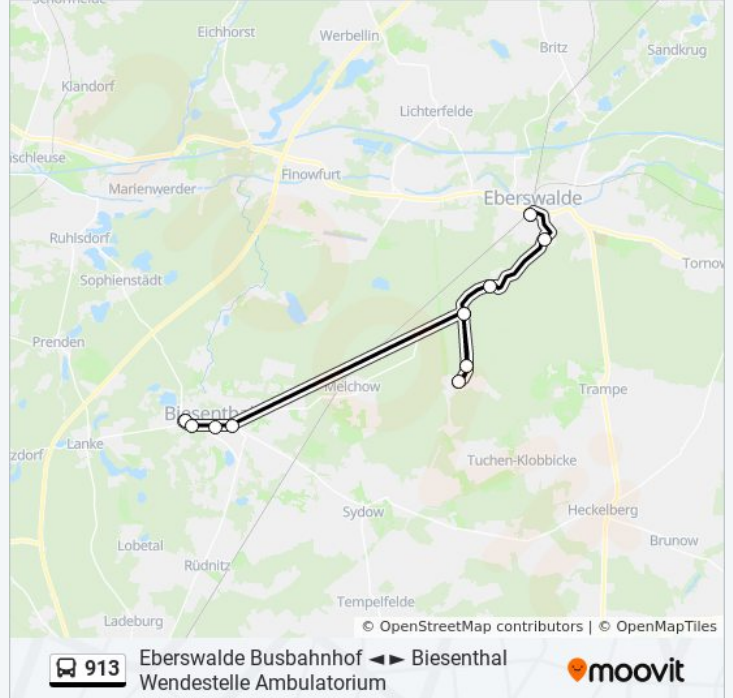 Eichhorst
Werbellin
Britz
Sandkrug
Klandorf
Lichterfelde
Finowfurt
Marienwerder
Eberswalde
Ruhlsdorf
Sophienstädt
Prenden
Melchow
Trampe
Lanke
Tuchen-Klobbicke
Sydow
Heckelberg
Brunow
Lobetal
Rüdnitz
Tempelfelde
Ladeburg
© OpenStreetMap contributors | © OpenMapTiles
913
Eberswalde Busbahnhof ◄ ► Biesenthal
Wendestelle Ambulatorium
moovit